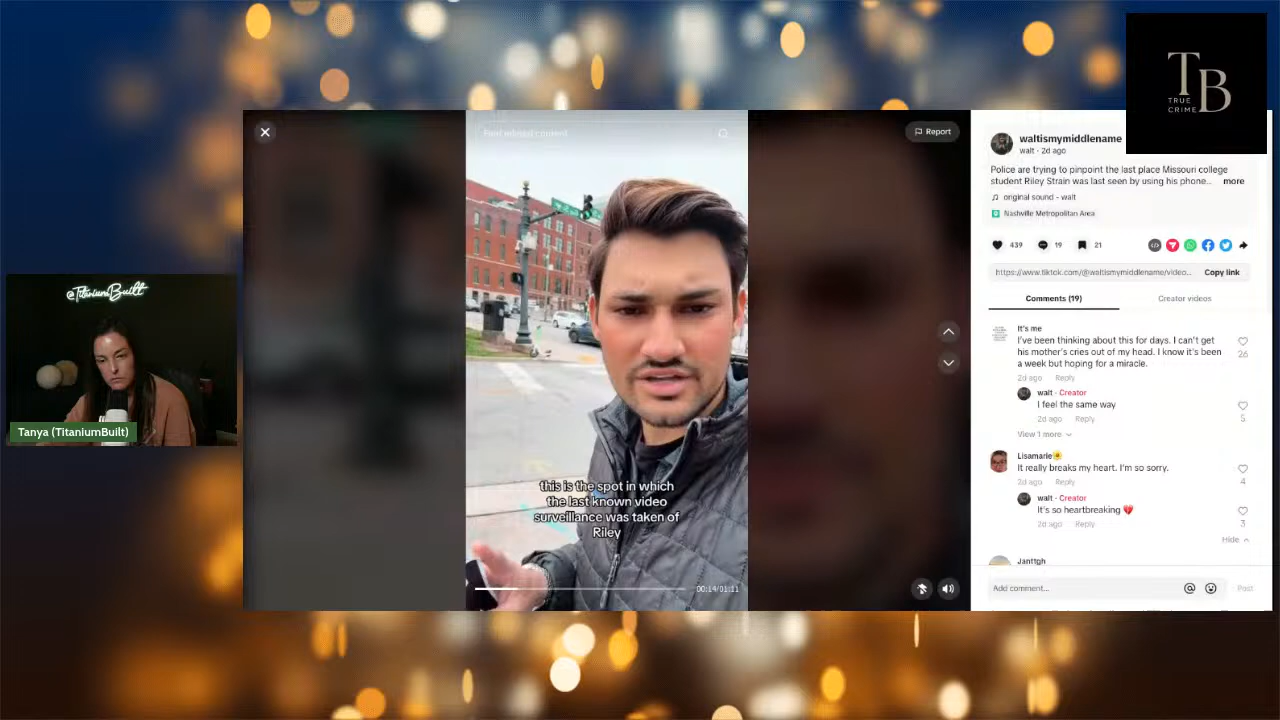 TB
TRUE
CRIME
Report
waltismymiddlename
walt · 2d ago
Police are trying to pinpoint the last place Missouri college
student Riley Strain was last seen by using his phone... more
original sound - walt
Nashville Metropolitan Area
439 19 21
https://www.tiktok.com/@waltismymiddlename/video... Copy link
Comments (19) Creator videos
It's me
I've been thinking about this for days. I can't get
his mother's cries out of my head. I know it's been
a week but hoping for a miracle.
26
2d ago Reply
walt · Creator
I feel the same way
5
2d ago Reply
View 1 more
Lisamarie
It really breaks my heart. I'm so sorry.
4
2d ago Reply
walt · Creator
It's so heartbreaking 💔
3
2d ago Reply
Hide
Janttgh
Add comment... Post
this is the spot in which
the last known video
surveillance was taken of
Riley
00:14/01:11
@TitaniumBuilt
Tanya (TitaniumBuilt)